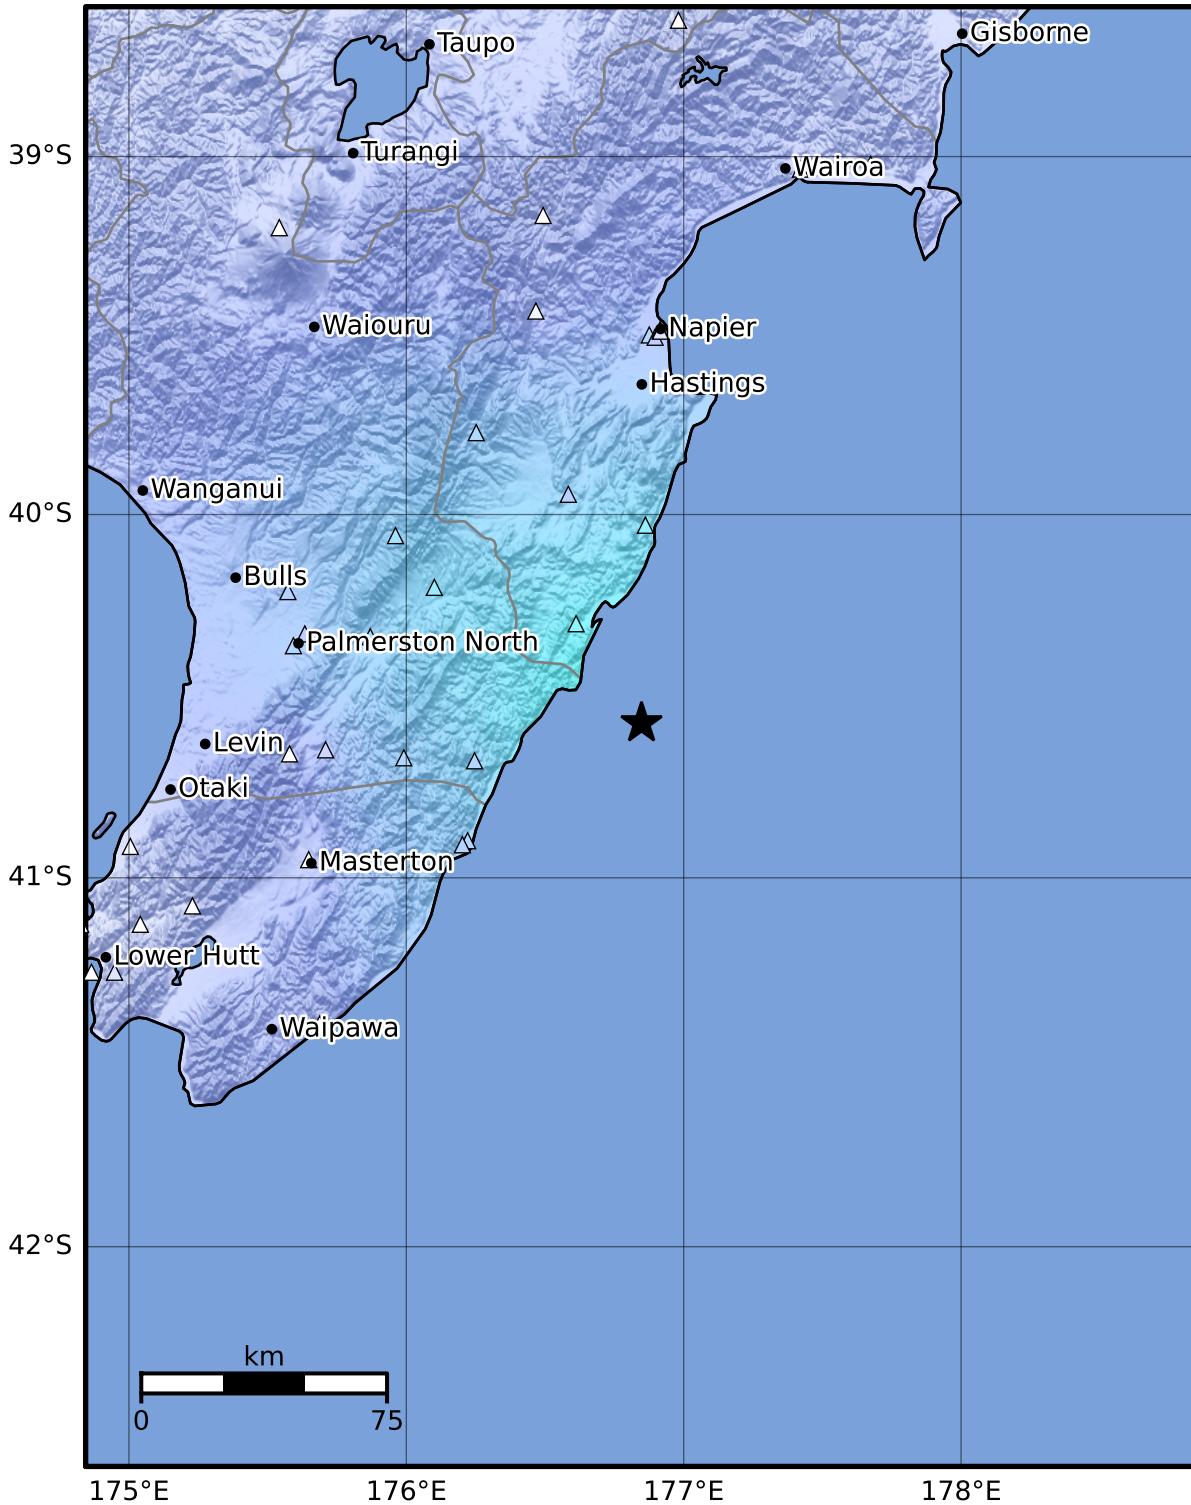 Gisborne
Taupo
39°S
Turangi
Wairoa
Waiouru
Napier
Hastings
Wanganui
40°S
Bulls
Palmerston North
Levin
Otaki
Masterton
41°S
Lower Hutt
Waipawa
42°S
km
0 75
175°E 176°E 177°E 178°E